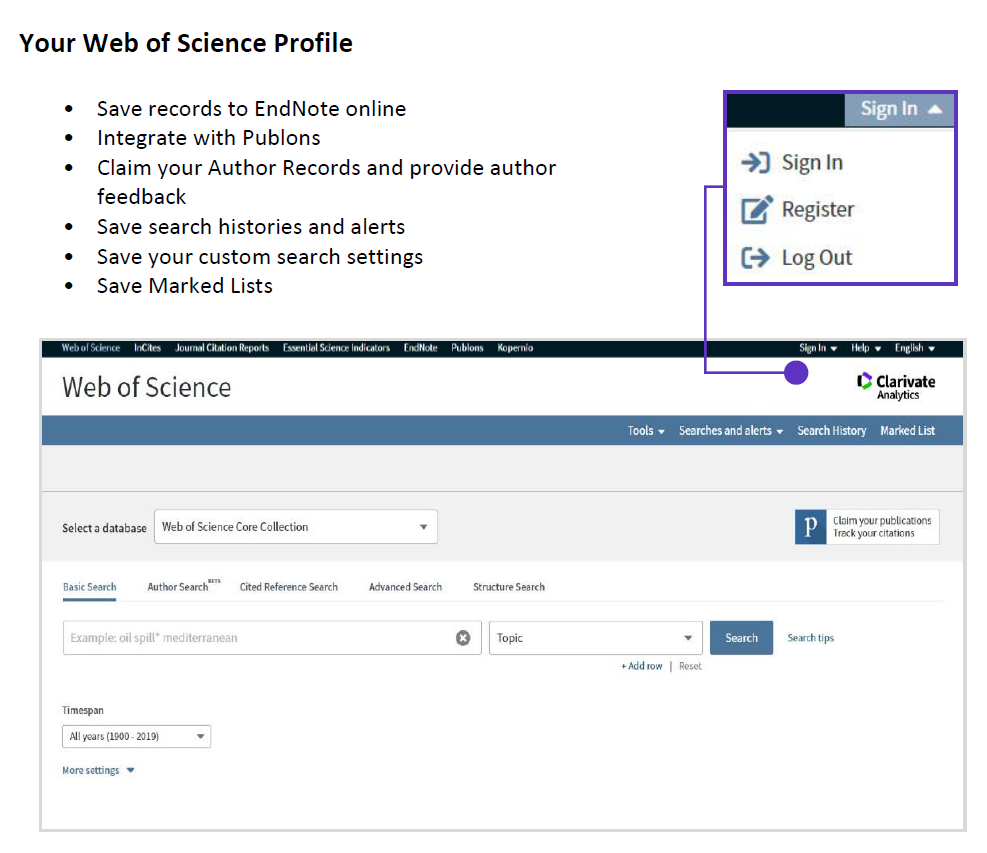 Your Web of Science Profile
• Save records to EndNote online
• Integrate with Publons
• Claim your Author Records and provide author
feedback
• Save search histories and alerts
• Save your custom search settings
• Save Marked Lists
Sign In
Sign In
Register
Log Out
Web of Science InCites Journal Citation Reports Essential Science Indicators EndNote Publons Kopernio Sign In Help English
Web of Science
Clarivate
Analytics
Tools Searches and alerts Search History Marked List
Select a database Web of Science Core Collection
p Claim your publications
Track your citations
Basic Search Author Search BETA Cited Reference Search Advanced Search Structure Search
Example: oil spill* mediterranean Topic Search Search tips
+ Add row | Reset
Timespan
All years (1900 - 2019)
More settings